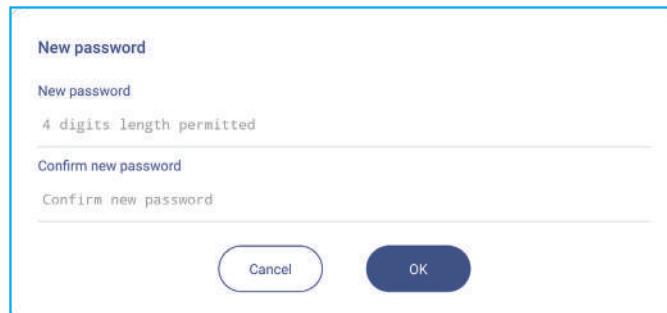 New password
New password
4 digits length permitted
Confirm new password
Confirm new password
Cancel OK